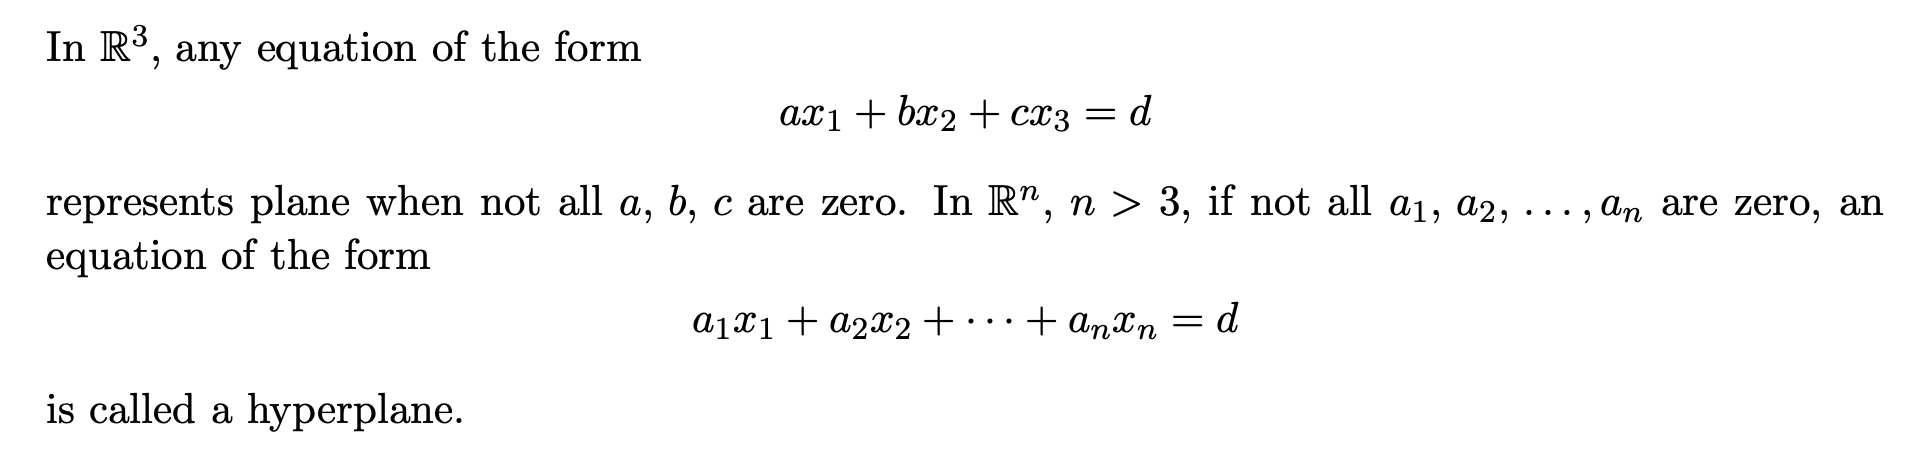 In ℝ³, any equation of the form
ax₁ + bx₂ + cx₃ = d
represents plane when not all a, b, c are zero. In ℝⁿ, n > 3, if not all a₁, a₂, ..., aₙ are zero, an
equation of the form
a₁x₁ + a₂x₂ + ··· + aₙxₙ = d
is called a hyperplane.